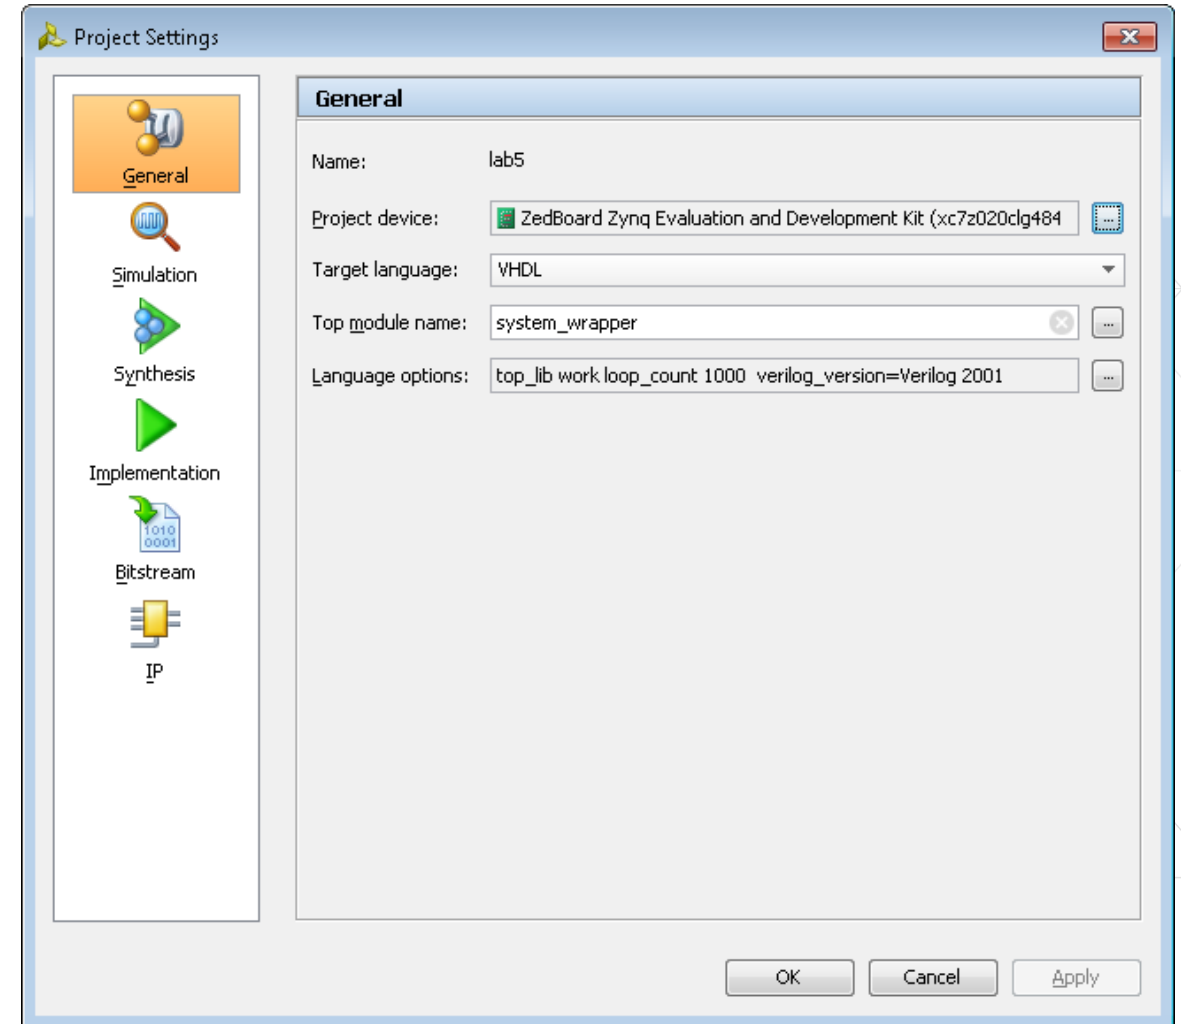 Project Settings
General
Simulation
Synthesis
Implementation
1010
0001
Bitstream
IP
General
Name: lab5
Project device: ZedBoard Zynq Evaluation and Development Kit (xc7z020clg484 ...
Target language: VHDL
Top module name: system_wrapper ...
Language options: top_lib work loop_count 1000 verilog_version=Verilog 2001 ...
OK Cancel Apply